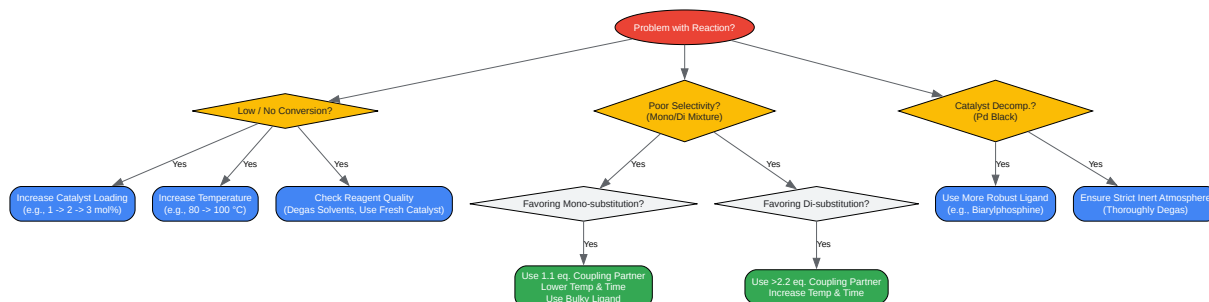 Problem with Reaction?
Low / No Conversion?
Poor Selectivity?
(Mono/Di Mixture)
Catalyst Decomp.?
(Pd Black)
Yes
Yes
Yes
Yes
Yes
Yes
Yes
Increase Catalyst Loading
(e.g., 1 -> 2 -> 3 mol%)
Increase Temperature
(e.g., 80 -> 100 °C)
Check Reagent Quality
(Degas Solvents, Use Fresh Catalyst)
Favoring Mono-substitution?
Favoring Di-substitution?
Use More Robust Ligand
(e.g., Biarylphosphine)
Ensure Strict Inert Atmosphere
(Thoroughly Degas)
Yes
Yes
Use 1.1 eq. Coupling Partner
Lower Temp & Time
Use Bulky Ligand
Use >2.2 eq. Coupling Partner
Increase Temp & Time